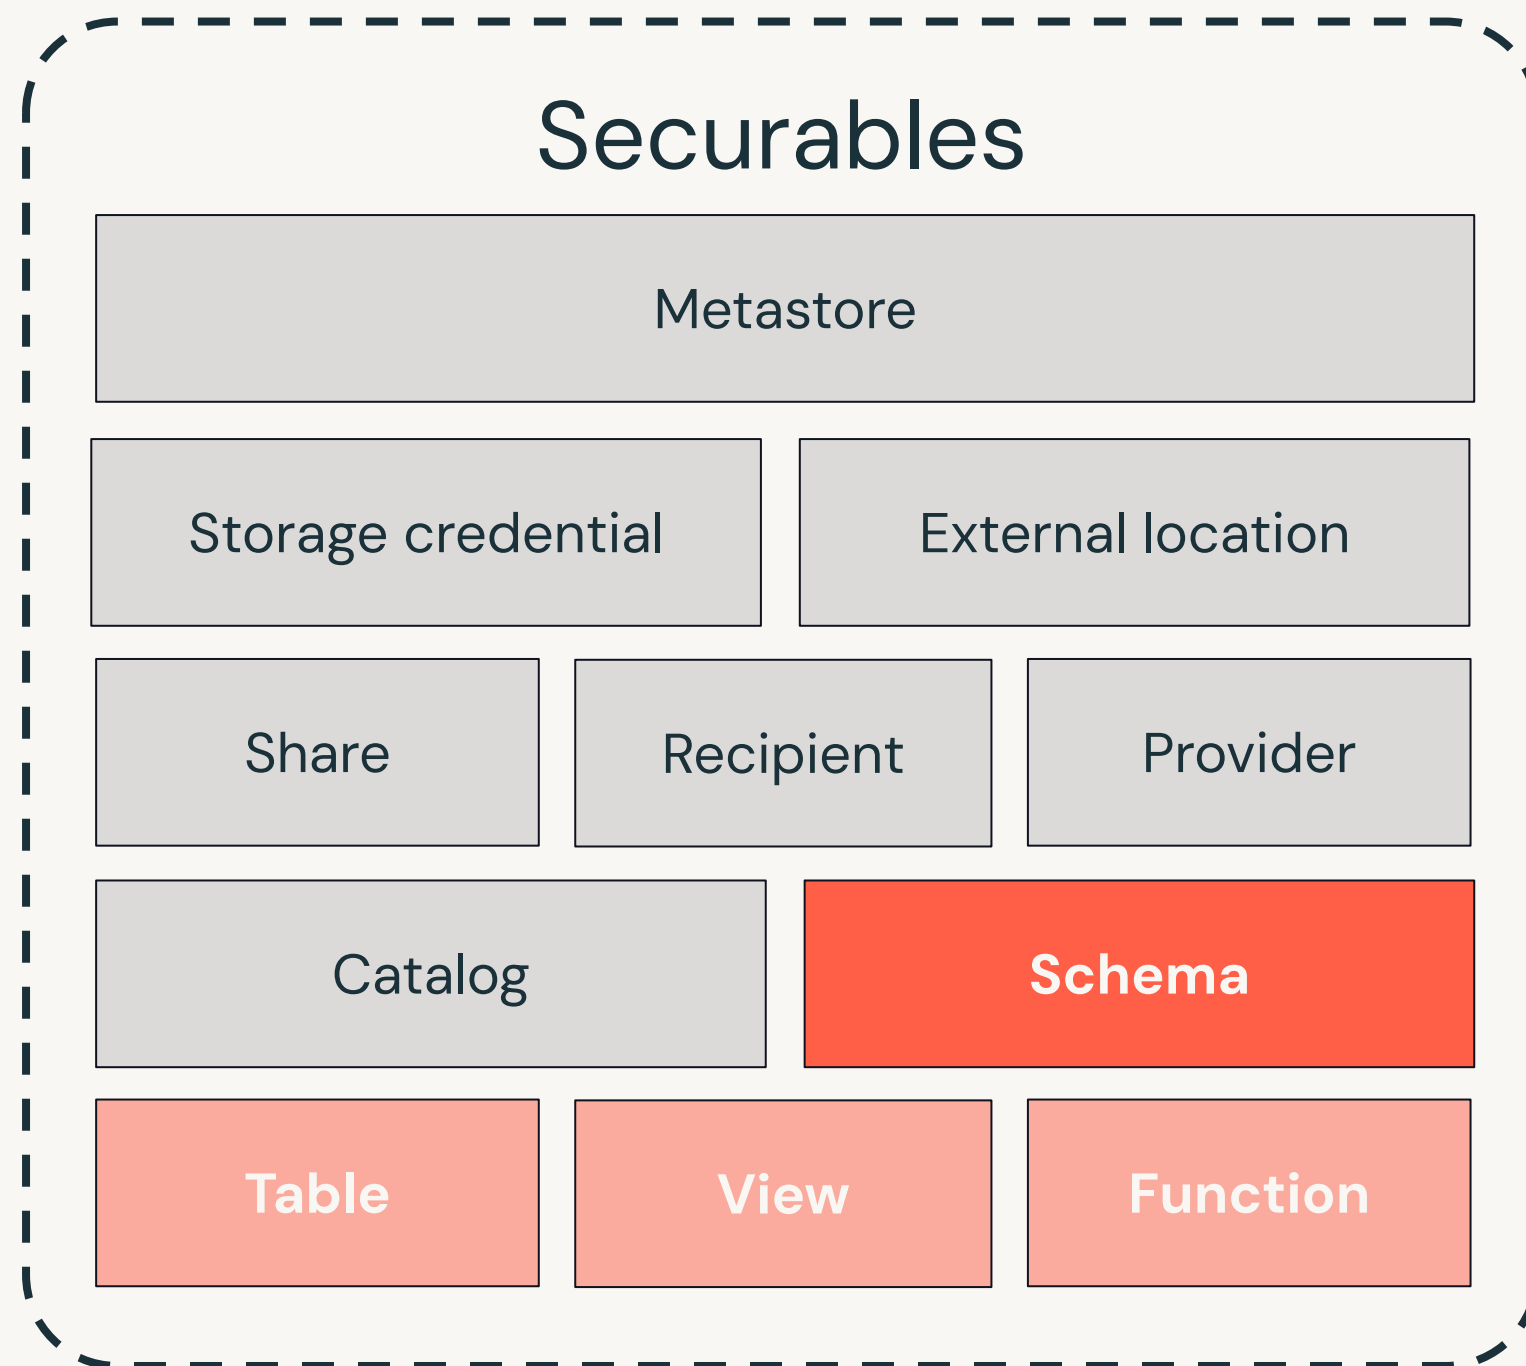 Securables
Metastore
Storage credential
External location
Share
Recipient
Provider
Catalog
Schema
Table
View
Function